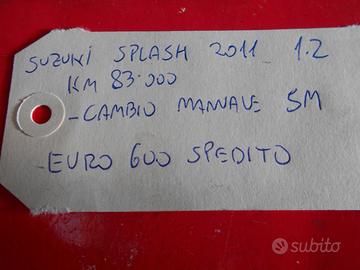 SUZUKI SPLASH 2011 1.2
KM 83.000
- CAMBIO MANUALE 5M
- EURO 600 SPEDITO
subito